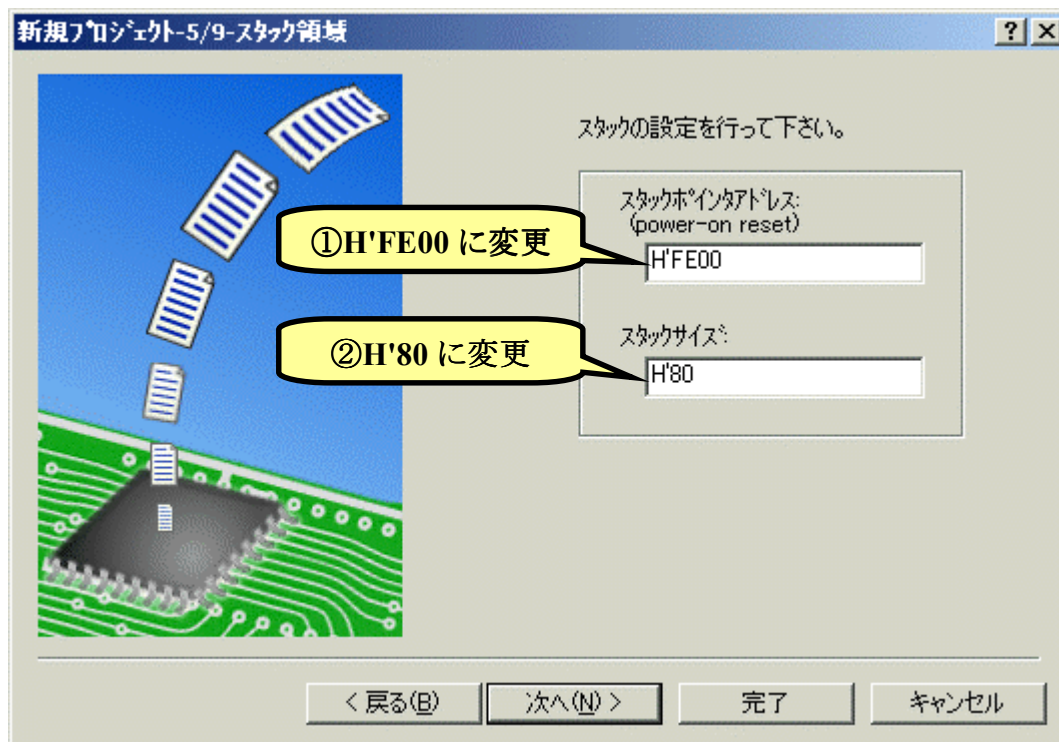 新規プロジェクト-5/9-スタック領域
スタックの設定を行って下さい。
スタックポインタアドレス:
(power-on reset)
①H'FE00 に変更
H'FE00
スタックサイズ:
②H'80 に変更
H'80
< 戻る(B)
次へ(N) >
完了
キャンセル